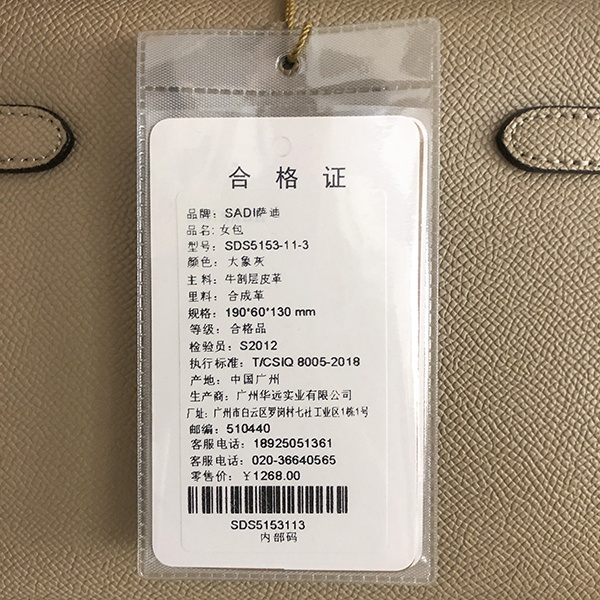 合格证
品牌：SADI萨迪
品名：女包
型号：SDS5153-11-3
颜色：大象灰
主料：牛剖层皮革
里料：合成革
规格：190*60*130 mm
等级：合格品
检验员：S2012
执行标准：T/CSIQ 8005-2018
产地：中国广州
生产商：广州华远实业有限公司
厂址：广州市白云区罗岗村七社工业区1栋1号
邮编：510440
客服电话：18925051361
客服电话：020-36640565
零售价：￥1268.00
SDS5153113
内部码